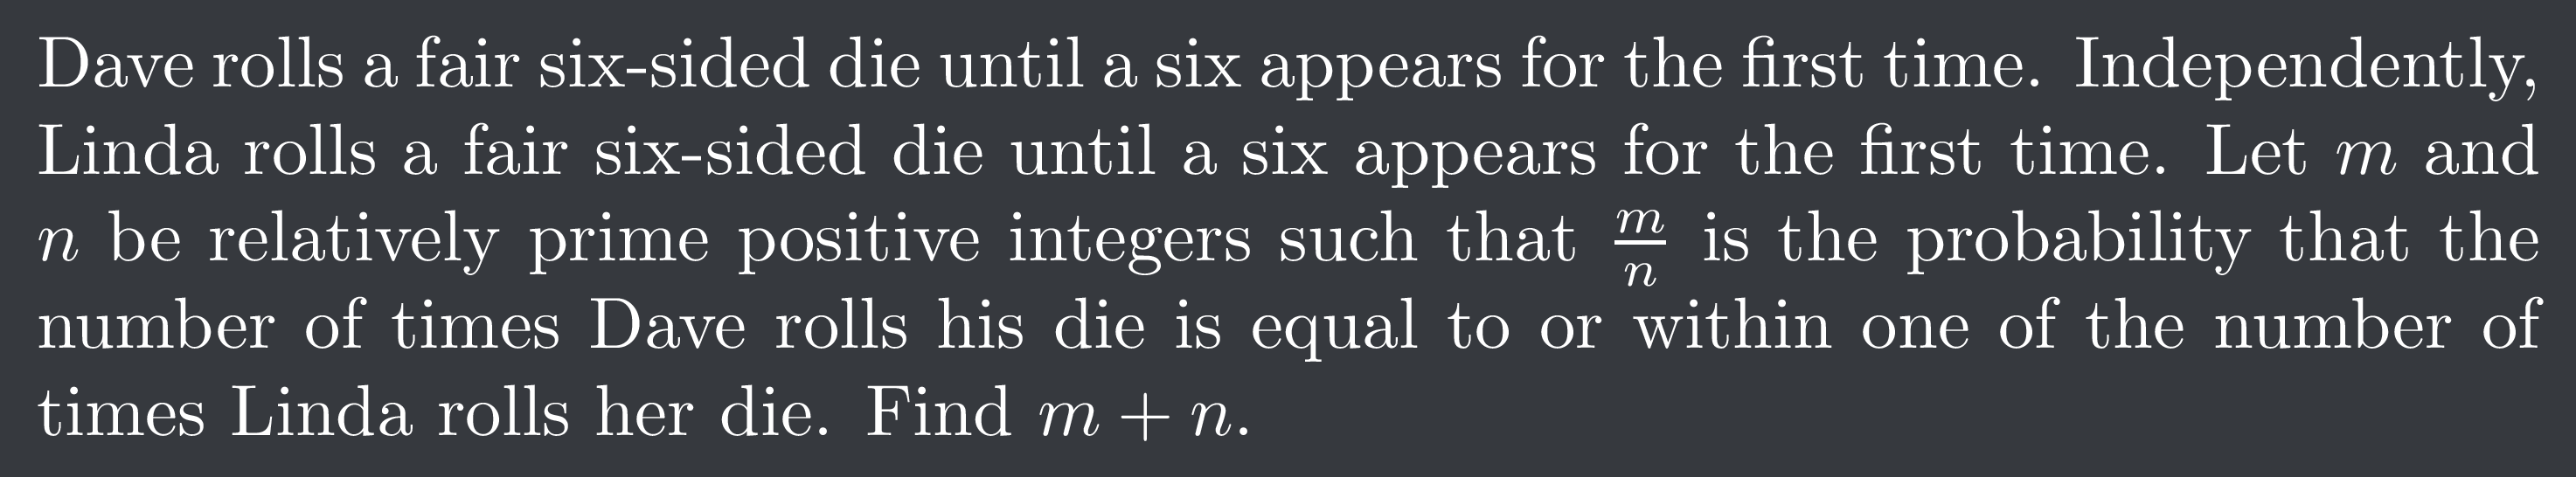 Dave rolls a fair six-sided die until a six appears for the first time. Independently,
Linda rolls a fair six-sided die until a six appears for the first time. Let $m$ and
$n$ be relatively prime positive integers such that $\frac{m}{n}$ is the probability that the
number of times Dave rolls his die is equal to or within one of the number of
times Linda rolls her die. Find $m + n$.